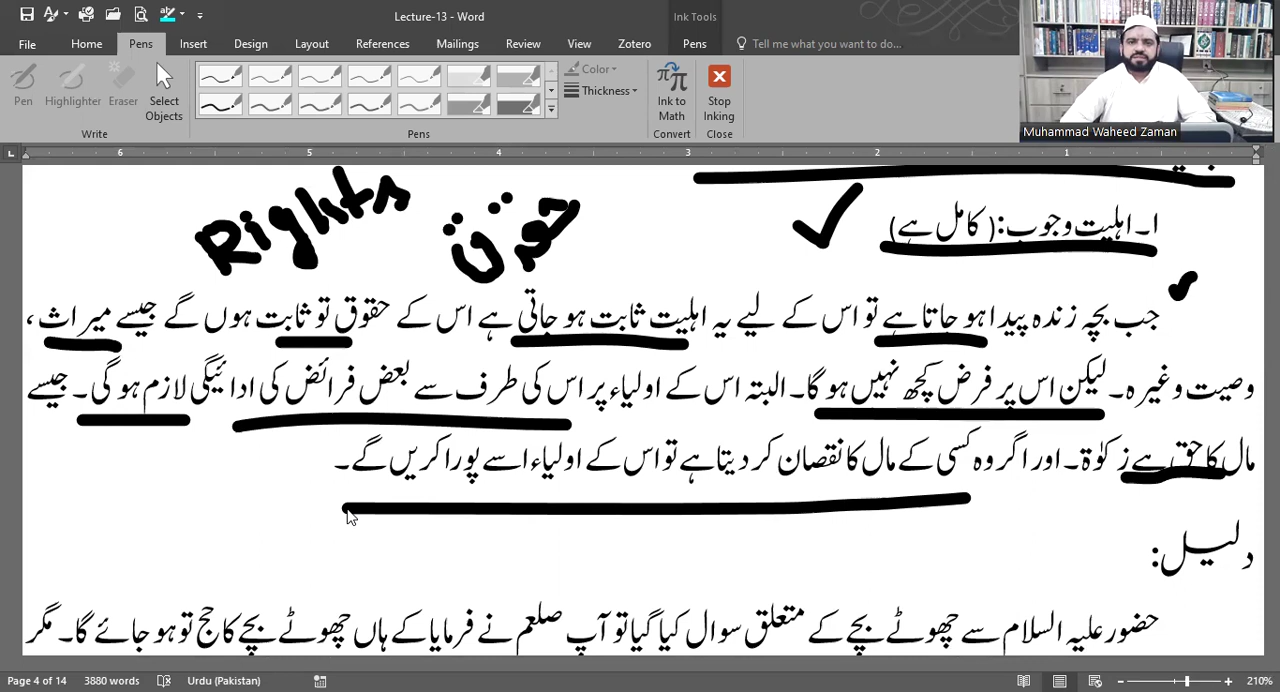 Lecture-13 - Word
Ink Tools
File Home Pens Insert Design Layout References Mailings Review View Zotero Pens Tell me what you want to do...
Pen Highlighter Eraser Select Objects
Color
Thickness
Ink to Math
Stop Inking
Write Pens Convert Close
Muhammad Waheed Zaman
6 5 4 3 2 1
ا۔ اہلیت وجوب: ( کامل ہے)
حقوق
Rights
جب بچہ زندہ پیدا ہو جاتا ہے تو اس کے لیے یہ اہلیت ثابت ہو جاتی ہے اس کے حقوق تو ثابت ہوں گے جیسے میراث،
وصیت وغیرہ۔ لیکن اس پر فرض کچھ نہیں ہو گا۔ البتہ اس کے اولیاء پر اس کی طرف سے بعض فرائض کی ادائیگی لازم ہو گی۔ جیسے
مال کا حق ہے زکوٰۃ۔ اور اگر وہ کسی کے مال کا نقصان کر دیتا ہے تو اس کے اولیاء اسے پورا کریں گے۔
دلیل:
حضور علیہ السلام سے چھوٹے بچے کے متعلق سوال کیا گیا تو آپ صلعم نے فرمایا کے ہاں چھوٹے بچے کا حج تو ہو جائے گا۔ مگر
Page 4 of 14 3880 words Urdu (Pakistan) 210%